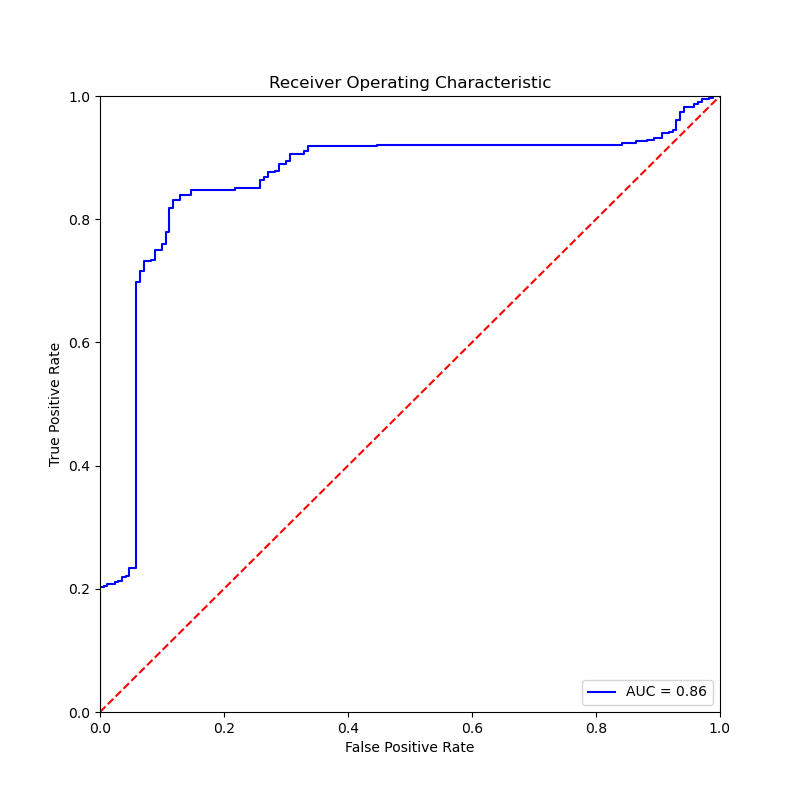 Receiver Operating Characteristic
1.0
0.8
0.6
0.4
0.2
0.0
True Positive Rate
AUC = 0.86
0.0 0.2 0.4 0.6 0.8 1.0
False Positive Rate